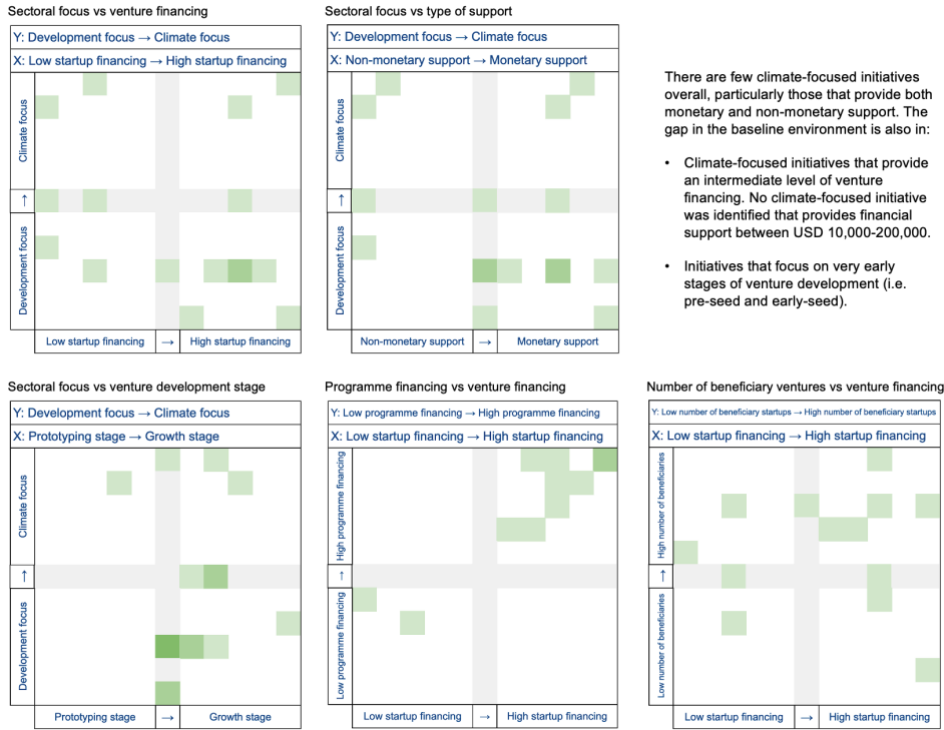 Sectoral focus vs venture financing
Y: Development focus → Climate focus
X: Low startup financing → High startup financing
Climate focus
↑
Development focus
Low startup financing → High startup financing
Sectoral focus vs type of support
Y: Development focus → Climate focus
X: Non-monetary support → Monetary support
Climate focus
↑
Development focus
Non-monetary support → Monetary support
There are few climate-focused initiatives
overall, particularly those that provide both
monetary and non-monetary support. The
gap in the baseline environment is also in:
• Climate-focused initiatives that provide
an intermediate level of venture
financing. No climate-focused initiative
was identified that provides financial
support between USD 10,000-200,000.
• Initiatives that focus on very early
stages of venture development (i.e.
pre-seed and early-seed).
Sectoral focus vs venture development stage
Y: Development focus → Climate focus
X: Prototyping stage → Growth stage
Climate focus
↑
Development focus
Prototyping stage → Growth stage
Programme financing vs venture financing
Y: Low programme financing → High programme financing
X: Low startup financing → High startup financing
High programme financing
↑
Low programme financing
Low startup financing → High startup financing
Number of beneficiary ventures vs venture financing
Y: Low number of beneficiary startups → High number of beneficiary startups
X: Low startup financing → High startup financing
High number of beneficiaries
↑
Low number of beneficiaries
Low startup financing → High startup financing